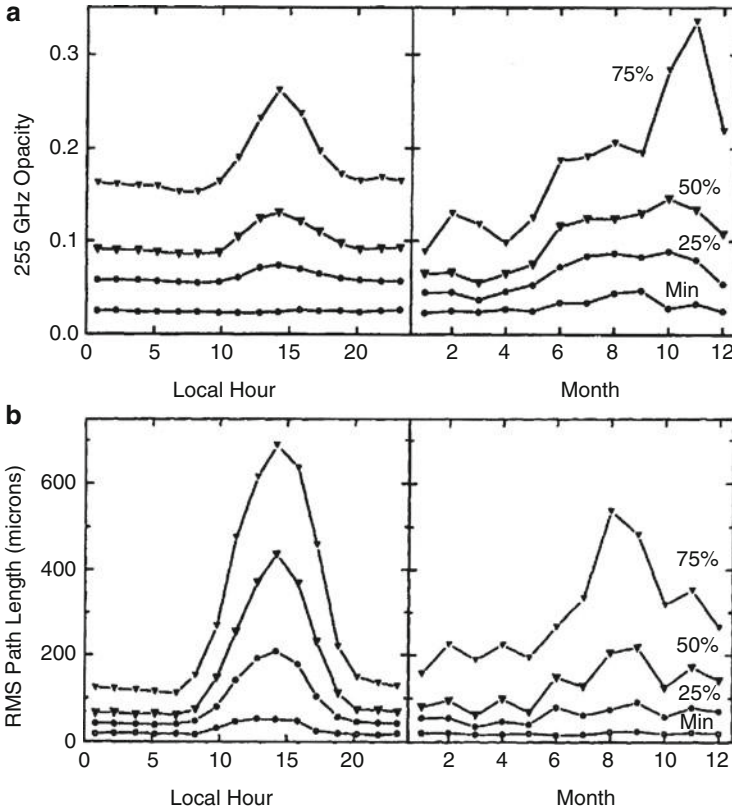 a
0.3
0.2
0.1
0.0
255 GHz Opacity
0 5 10 15 20
Local Hour
75%
50%
25%
Min
2 4 6 8 10 12
Month
b
600
400
200
0
RMS Path Length (microns)
0 5 10 15 20
Local Hour
75%
50%
25%
Min
2 4 6 8 10 12
Month